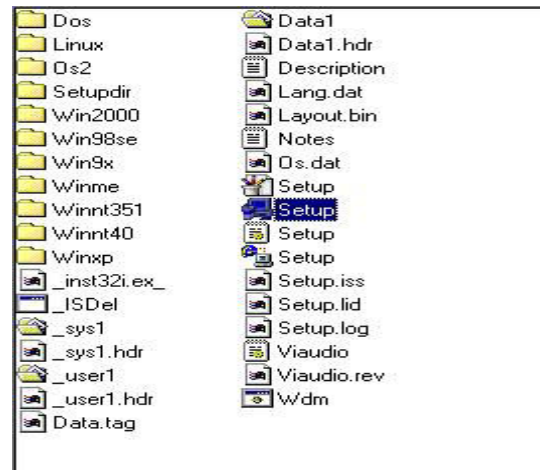 Dos
Linux
Os2
Setupdir
Win2000
Win98se
Win9x
Winme
Winnt351
Winnt40
Winxp
_inst32i.ex_
_ISDel
_sys1
_sys1.hdr
_user1
_user1.hdr
Data.tag
Data1
Data1.hdr
Description
Lang.dat
Layout.bin
Notes
Os.dat
Setup
Setup
Setup
Setup
Setup.iss
Setup.lid
Setup.log
Viaudio
Viaudio.rev
Wdm